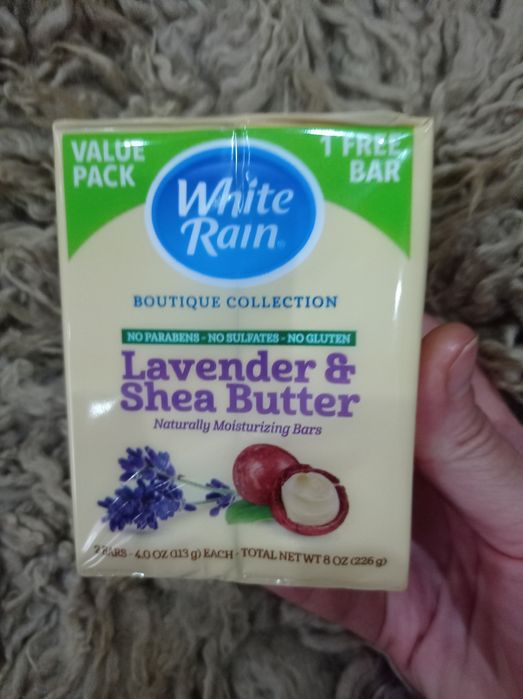 VALUE
PACK
1 FREE
BAR
White
Rain
BOUTIQUE COLLECTION
NO PARABENS - NO SULFATES - NO GLUTEN
Lavender &
Shea Butter
Naturally Moisturizing Bars
2 BARS - 4.0 OZ (113 g) EACH - TOTAL NET WT 8 OZ (226 g)